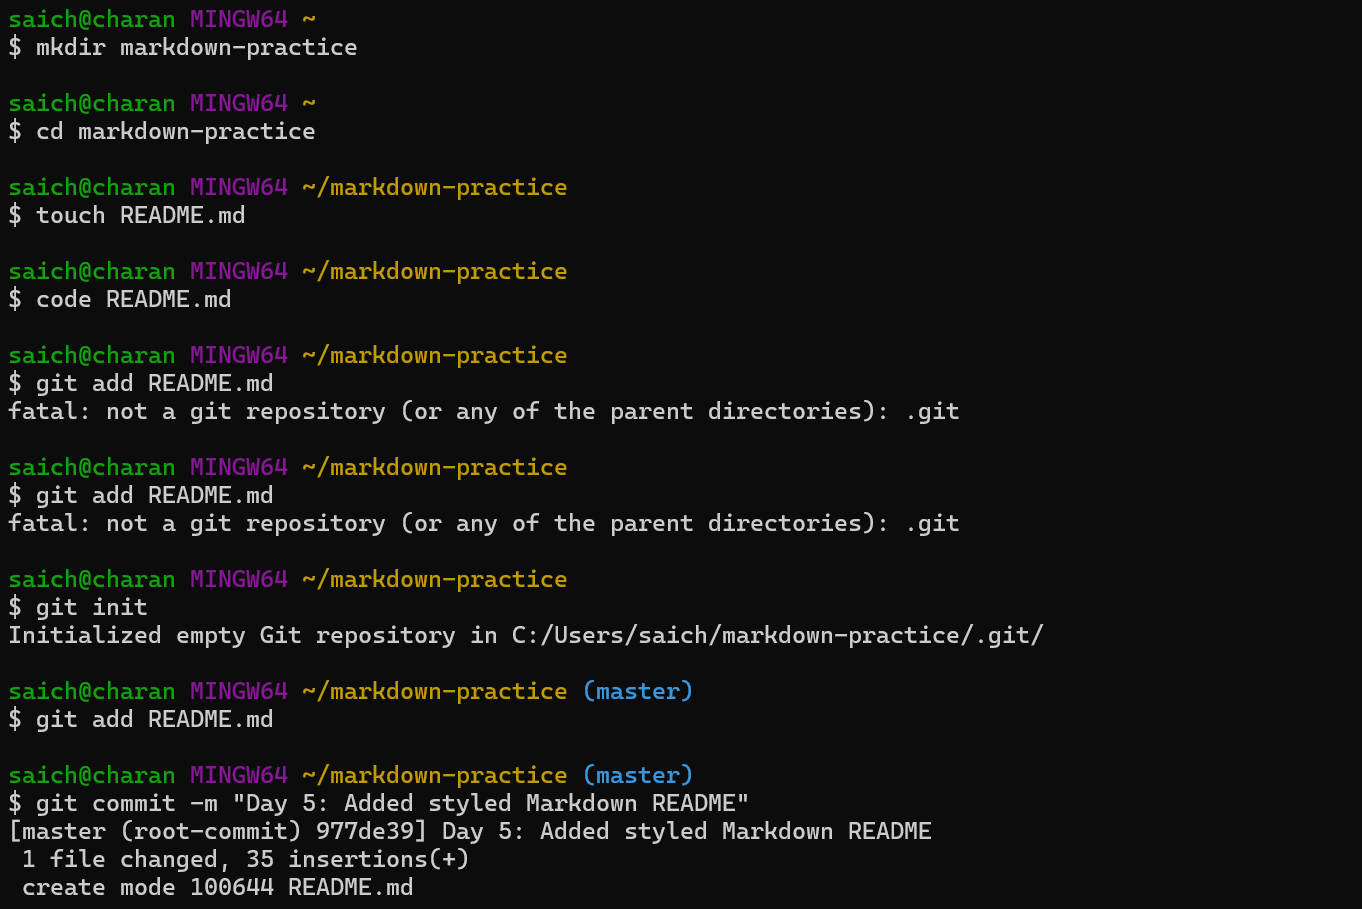 saich@charan MINGW64 ~
$ mkdir markdown-practice
saich@charan MINGW64 ~
$ cd markdown-practice
saich@charan MINGW64 ~/markdown-practice
$ touch README.md
saich@charan MINGW64 ~/markdown-practice
$ code README.md
saich@charan MINGW64 ~/markdown-practice
$ git add README.md
fatal: not a git repository (or any of the parent directories): .git
saich@charan MINGW64 ~/markdown-practice
$ git add README.md
fatal: not a git repository (or any of the parent directories): .git
saich@charan MINGW64 ~/markdown-practice
$ git init
Initialized empty Git repository in C:/Users/saich/markdown-practice/.git/
saich@charan MINGW64 ~/markdown-practice (master)
$ git add README.md
saich@charan MINGW64 ~/markdown-practice (master)
$ git commit -m "Day 5: Added styled Markdown README"
[master (root-commit) 977de39] Day 5: Added styled Markdown README
 1 file changed, 35 insertions(+)
 create mode 100644 README.md